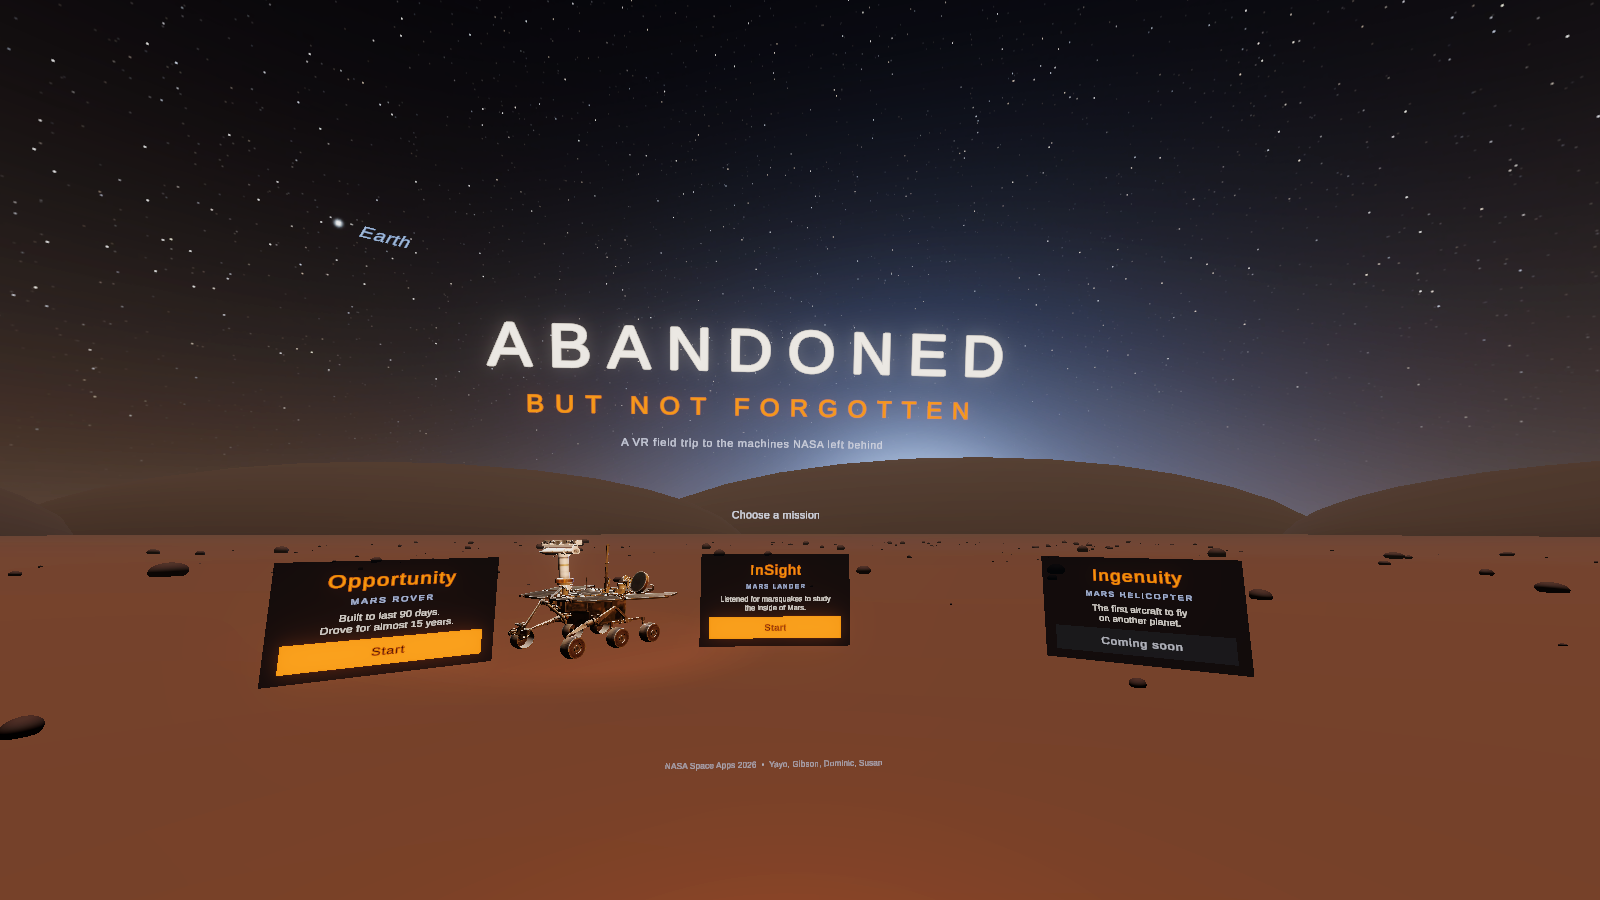 Earth
ABANDONED
BUT NOT FORGOTTEN
A VR field trip to the machines NASA left behind
Choose a mission
Opportunity
MARS ROVER
Built to last 90 days.
Drove for almost 15 years.
Start
InSight
MARS LANDER
Listened for marsquakes to study
the inside of Mars.
Start
Ingenuity
MARS HELICOPTER
The first aircraft to fly
on another planet.
Coming soon
NASA Space Apps 2026 • Yayo, Gibson, Dominic, Susan